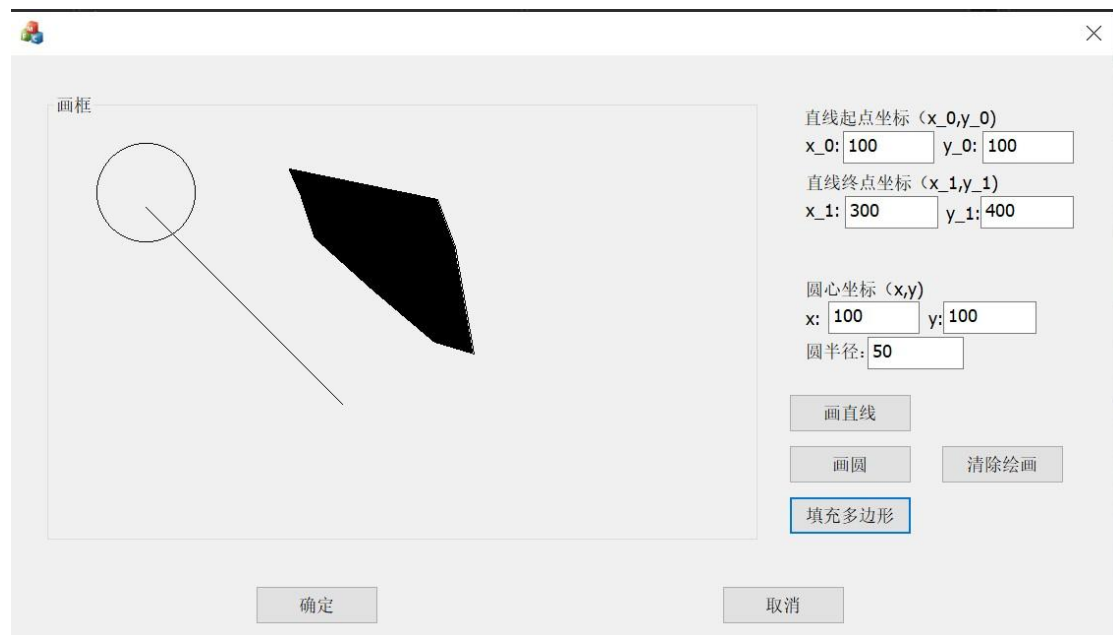 画框
直线起点坐标（x_0,y_0)
x_0: 100 y_0: 100
直线终点坐标（x_1,y_1)
x_1: 300 y_1: 400
圆心坐标（x,y)
x: 100 y: 100
圆半径: 50
画直线
画圆 清除绘画
填充多边形
确定 取消